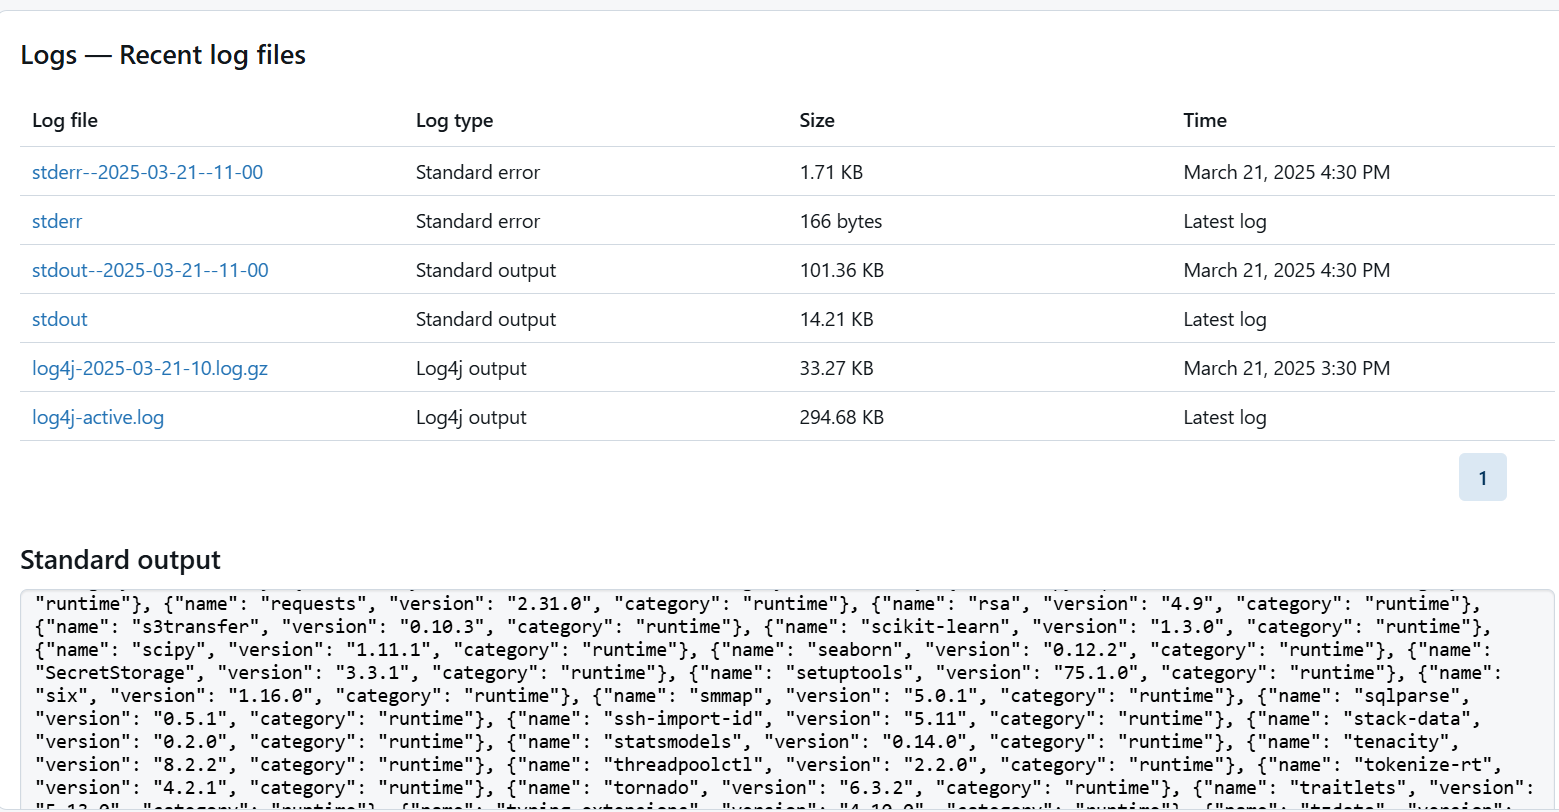 Logs — Recent log files
Log file Log type Size Time
stderr--2025-03-21--11-00 Standard error 1.71 KB March 21, 2025 4:30 PM
stderr Standard error 166 bytes Latest log
stdout--2025-03-21--11-00 Standard output 101.36 KB March 21, 2025 4:30 PM
stdout Standard output 14.21 KB Latest log
log4j-2025-03-21-10.log.gz Log4j output 33.27 KB March 21, 2025 3:30 PM
log4j-active.log Log4j output 294.68 KB Latest log
1
Standard output
"runtime"}, {"name": "requests", "version": "2.31.0", "category": "runtime"}, {"name": "rsa", "version": "4.9", "category": "runtime"},
{"name": "s3transfer", "version": "0.10.3", "category": "runtime"}, {"name": "scikit-learn", "version": "1.3.0", "category": "runtime"},
{"name": "scipy", "version": "1.11.1", "category": "runtime"}, {"name": "seaborn", "version": "0.12.2", "category": "runtime"}, {"name":
"SecretStorage", "version": "3.3.1", "category": "runtime"}, {"name": "setuptools", "version": "75.1.0", "category": "runtime"}, {"name":
"six", "version": "1.16.0", "category": "runtime"}, {"name": "smmap", "version": "5.0.1", "category": "runtime"}, {"name": "sqlparse",
"version": "0.5.1", "category": "runtime"}, {"name": "ssh-import-id", "version": "5.11", "category": "runtime"}, {"name": "stack-data",
"version": "0.2.0", "category": "runtime"}, {"name": "statsmodels", "version": "0.14.0", "category": "runtime"}, {"name": "tenacity",
"version": "8.2.2", "category": "runtime"}, {"name": "threadpoolctl", "version": "2.2.0", "category": "runtime"}, {"name": "tokenize-rt",
"version": "4.2.1", "category": "runtime"}, {"name": "tornado", "version": "6.3.2", "category": "runtime"}, {"name": "traitlets", "version":